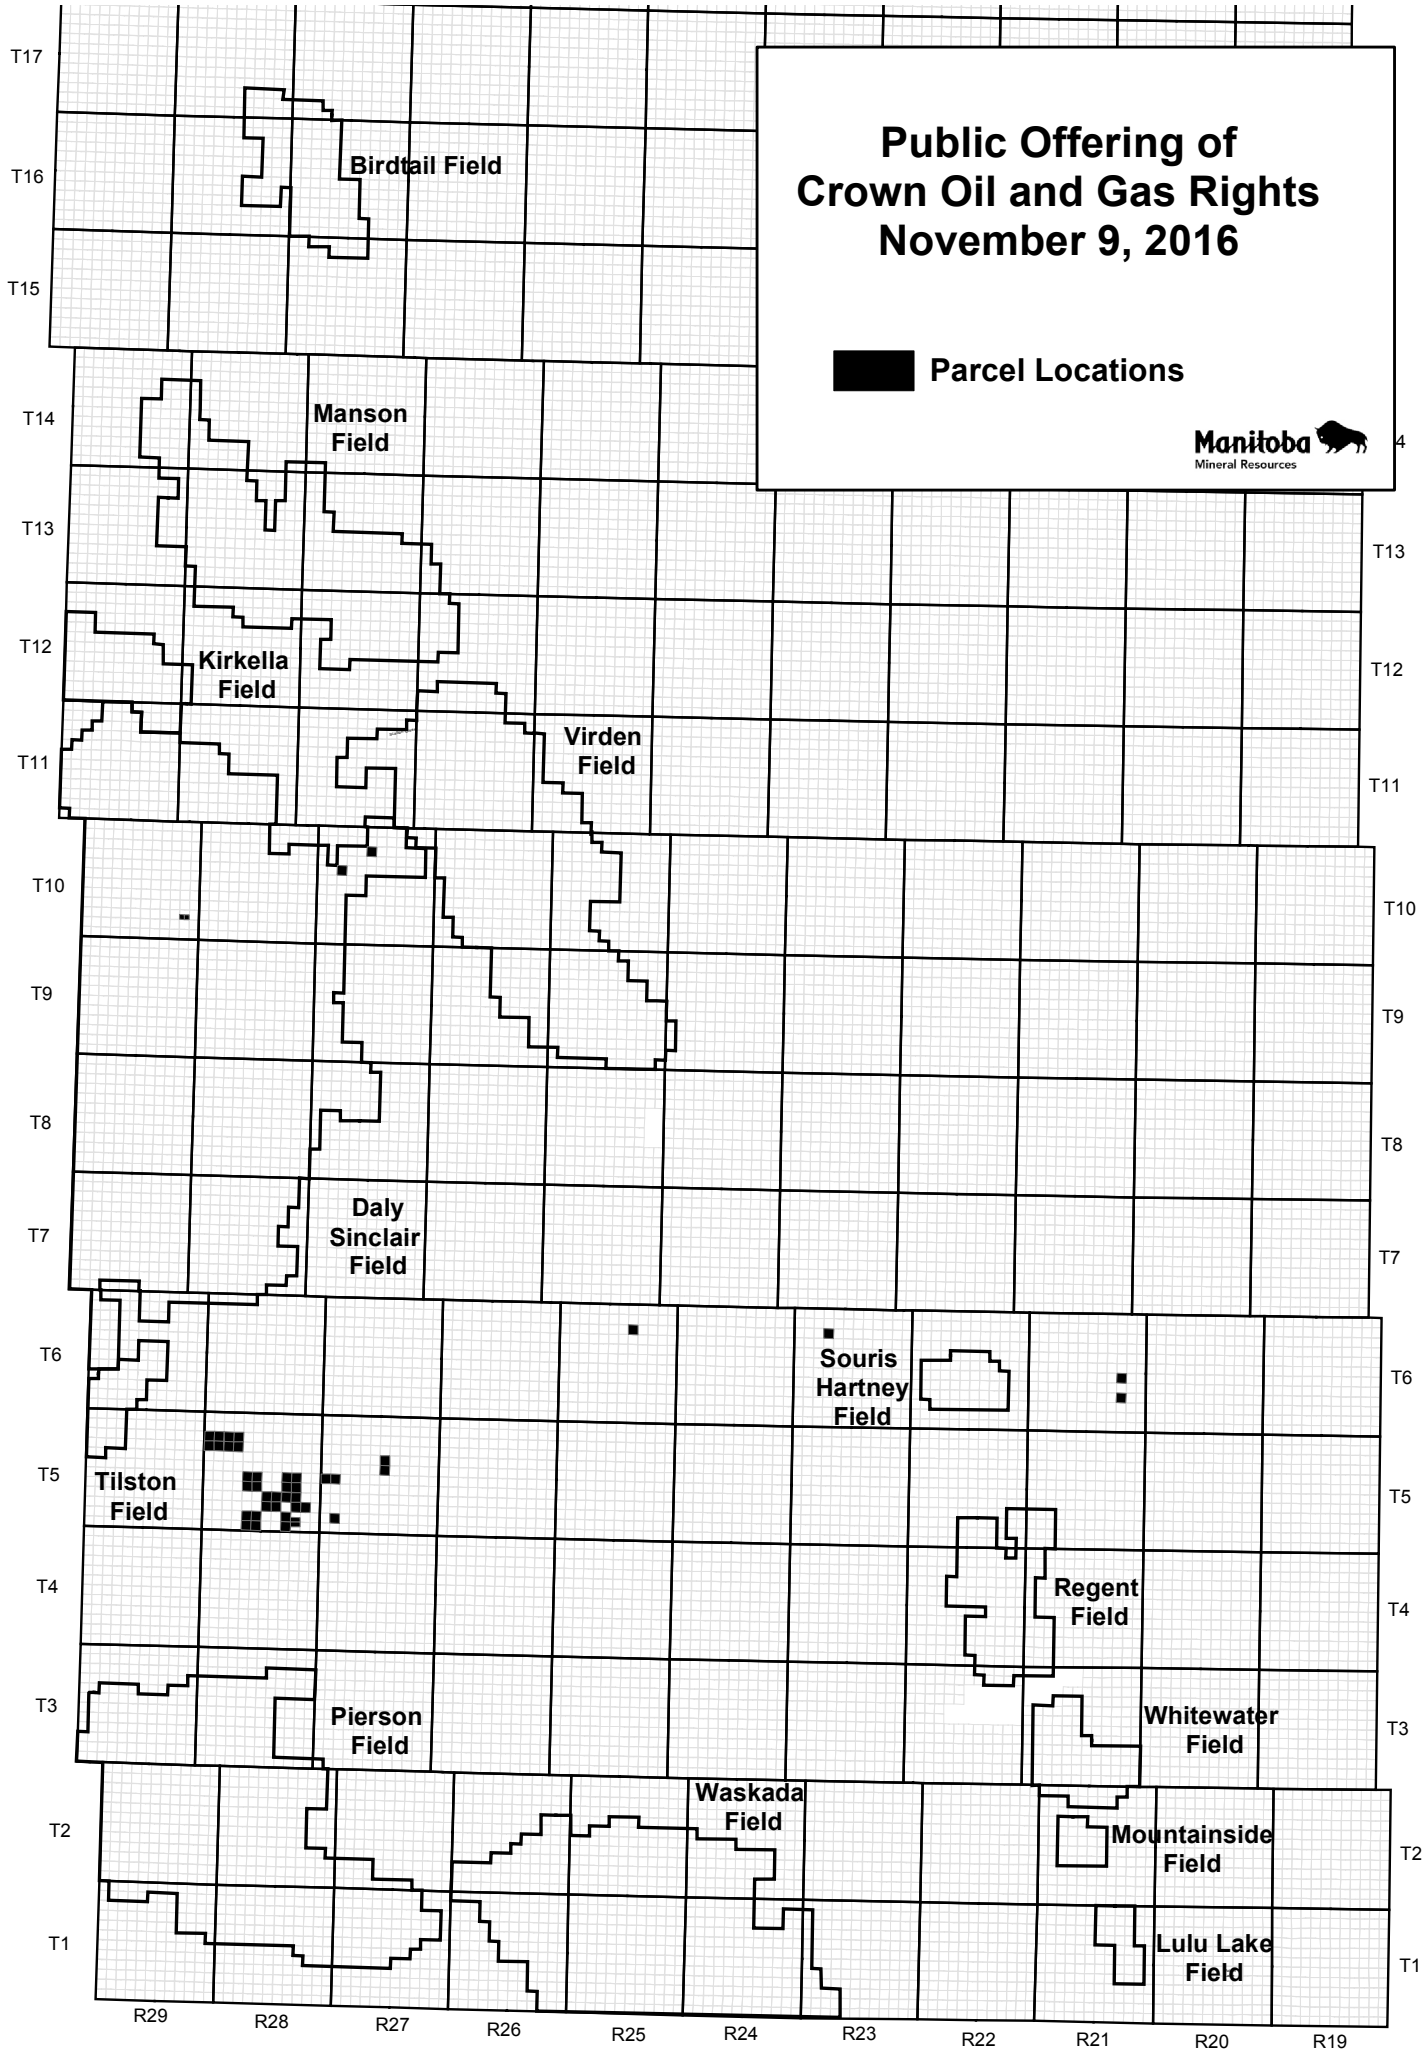 T17
Public Offering of
Crown Oil and Gas Rights
November 9, 2016
Birdtail Field
T16
T15
Parcel Locations
Manson
Field
T14
Manitoba
Mineral Resources
4
T13
T13
T12
Kirkella
Field
T12
Virden
Field
T11
T11
T10
T10
T9
T9
T8
T8
Daly
Sinclair
Field
T7
T7
T6
Souris
Hartney
Field
T6
Tilston
Field
T5
T5
T4
Regent
Field
T4
T3
Pierson
Field
Whitewater
Field
T3
Waskada
Field
T2
Mountainside
Field
T2
T1
Lulu Lake
Field
T1
R29
R28
R27
R26
R25
R24
R23
R22
R21
R20
R19